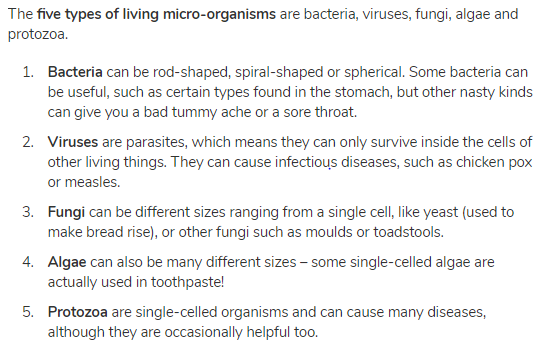 The five types of living micro-organisms are bacteria, viruses, fungi, algae and
protozoa.
1. Bacteria can be rod-shaped, spiral-shaped or spherical. Some bacteria can
be useful, such as certain types found in the stomach, but other nasty kinds
can give you a bad tummy ache or a sore throat.
2. Viruses are parasites, which means they can only survive inside the cells of
other living things. They can cause infectious diseases, such as chicken pox
or measles.
3. Fungi can be different sizes ranging from a single cell, like yeast (used to
make bread rise), or other fungi such as moulds or toadstools.
4. Algae can also be many different sizes – some single-celled algae are
actually used in toothpaste!
5. Protozoa are single-celled organisms and can cause many diseases,
although they are occasionally helpful too.